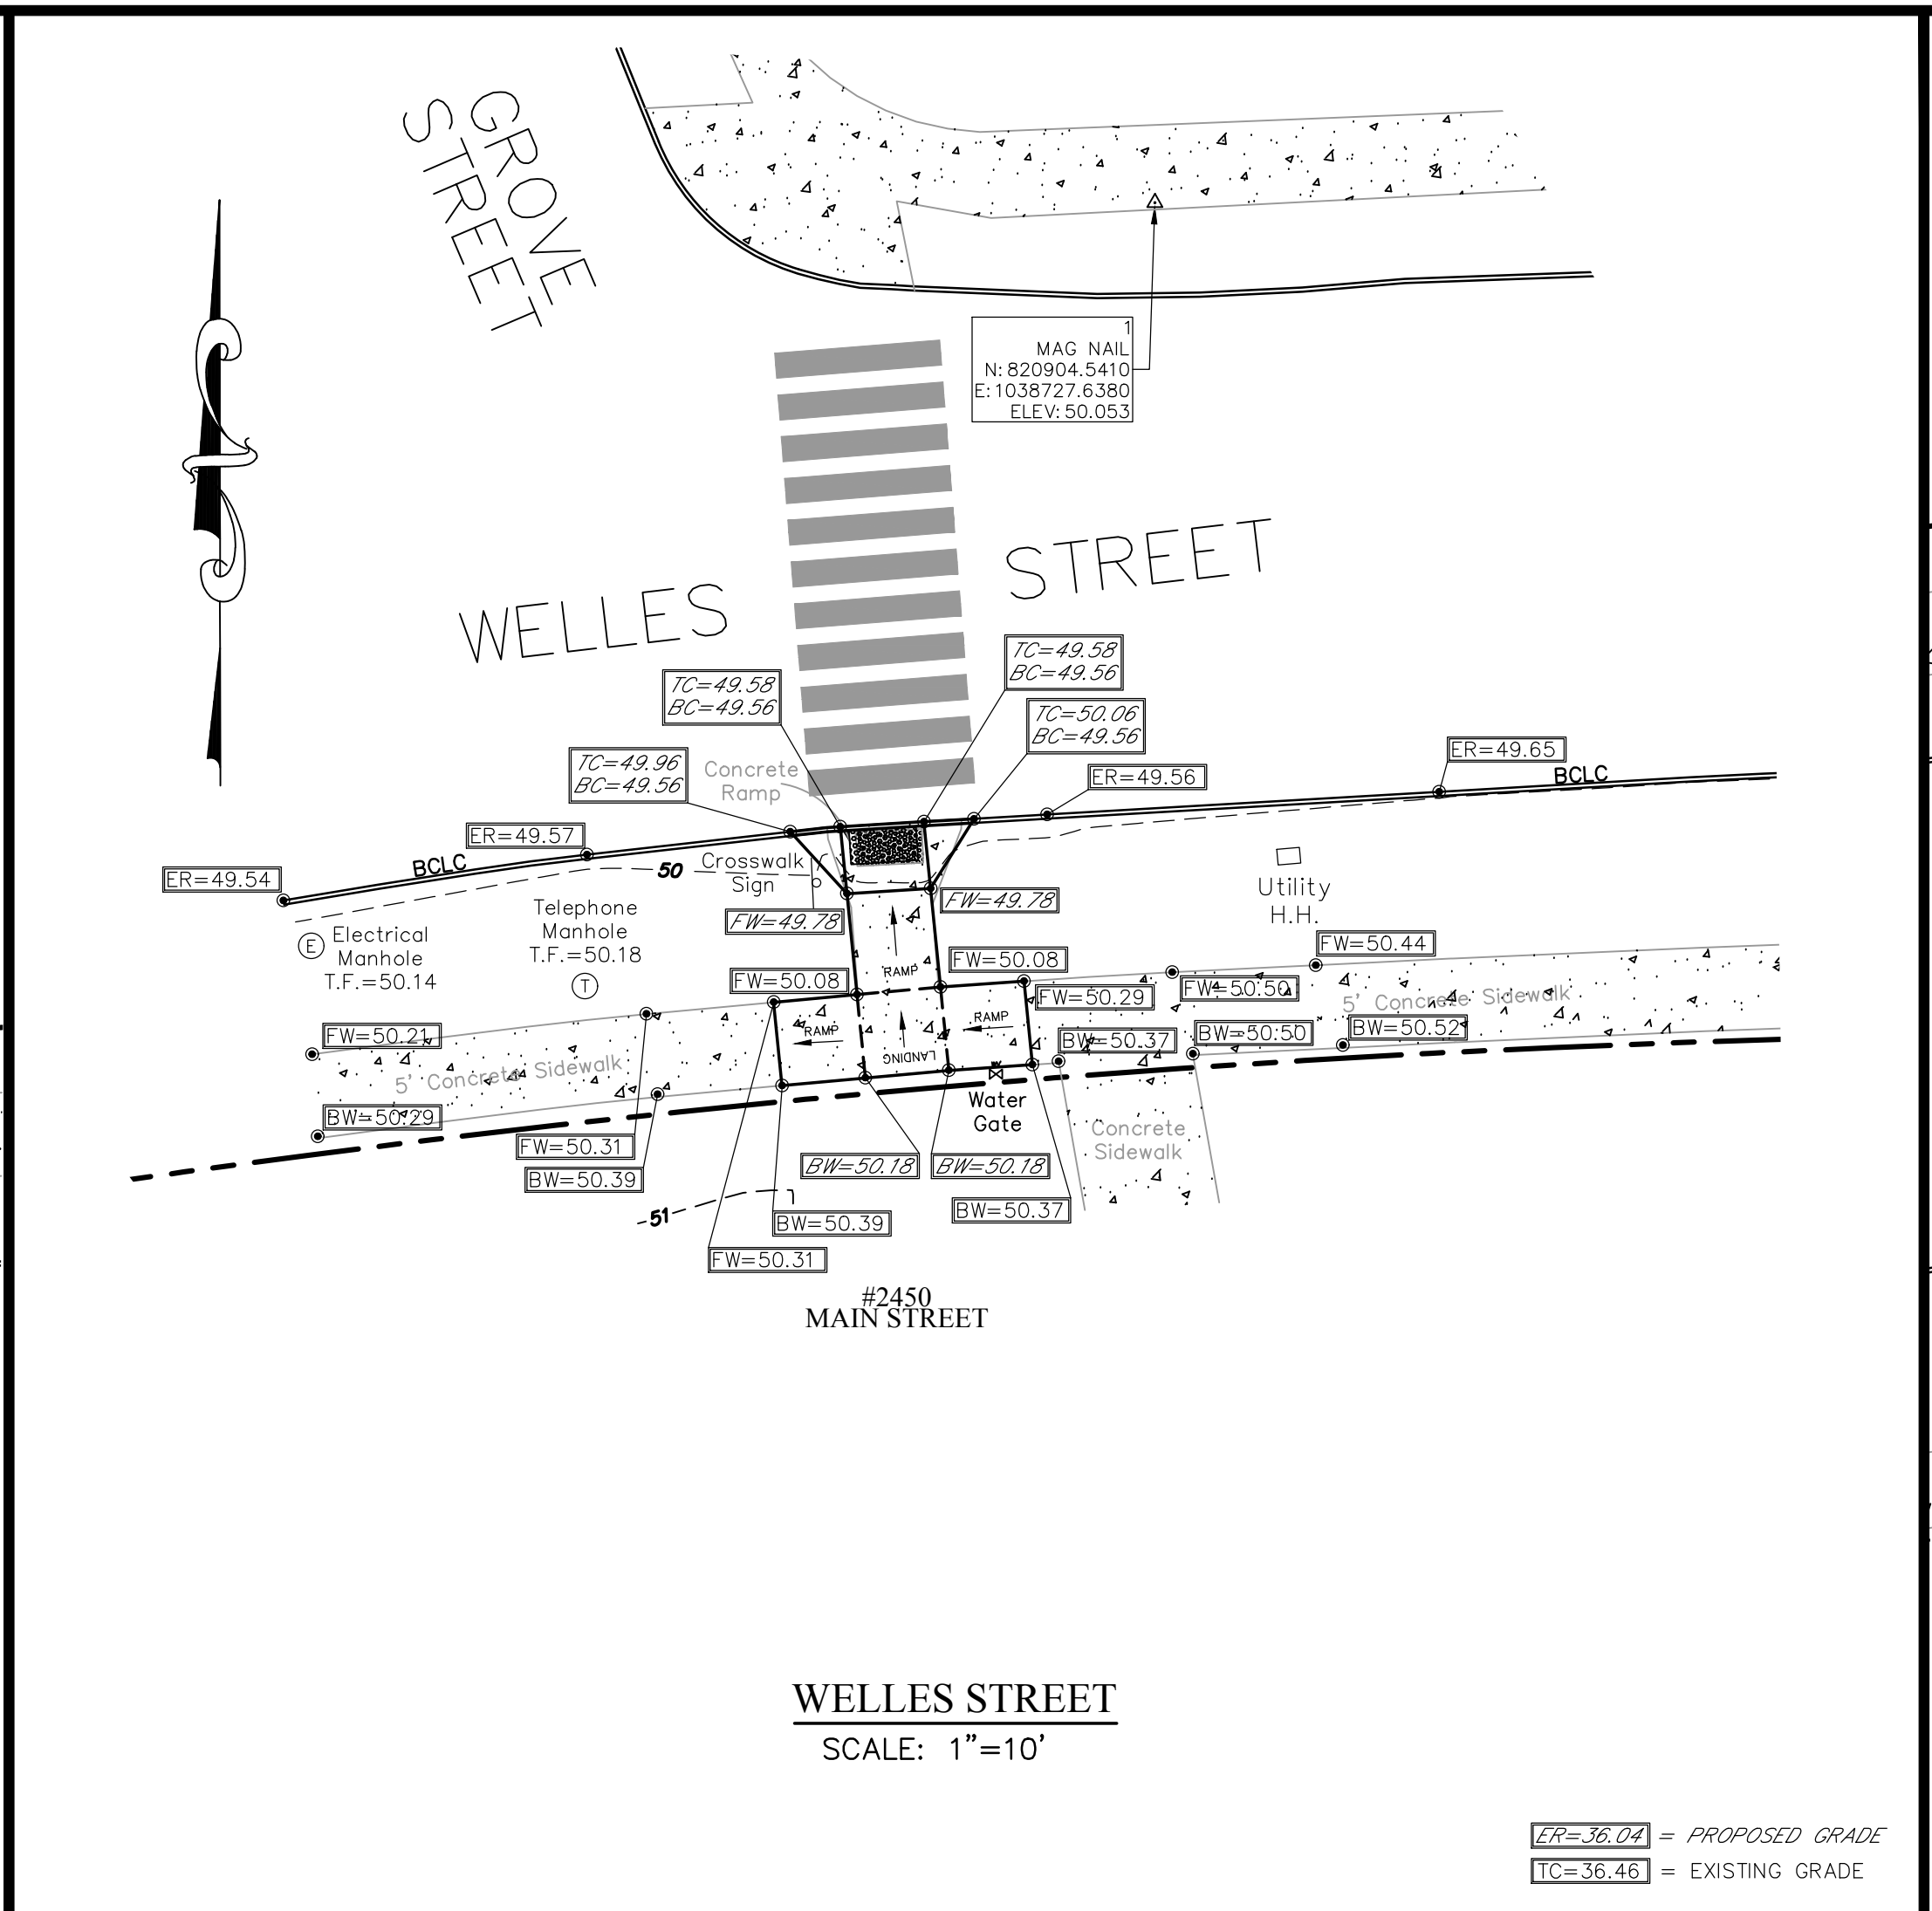 GROVE
STREET
1
MAG NAIL
N: 820904.5410
E: 1038727.6380
ELEV: 50.053
WELLES STREET
TC=49.58
BC=49.56
TC=49.58
BC=49.56
TC=50.06
BC=49.56
TC=49.96
BC=49.56
Concrete
Ramp
ER=49.56
ER=49.65
BCLC
ER=49.57
BCLC
ER=49.54
50
Crosswalk
Sign
Utility
H.H.
FW=49.78
FW=49.78
Telephone
Manhole
T.F.=50.18
T
E
Electrical
Manhole
T.F.=50.14
FW=50.08
FW=50.08
RAMP
FW=50.44
FW=50.29
FW=50.50
5' Concrete Sidewalk
FW=50.21
RAMP
RAMP
LANDING
BW=50.37
BW=50.50
BW=50.52
5' Concrete Sidewalk
BW=50.29
Water
Gate
Concrete
Sidewalk
FW=50.31
BW=50.39
BW=50.18
BW=50.18
51
BW=50.39
BW=50.37
FW=50.31
#2450
MAIN STREET
WELLES STREET
SCALE: 1"=10'
ER=36.04 = PROPOSED GRADE
TC=36.46 = EXISTING GRADE